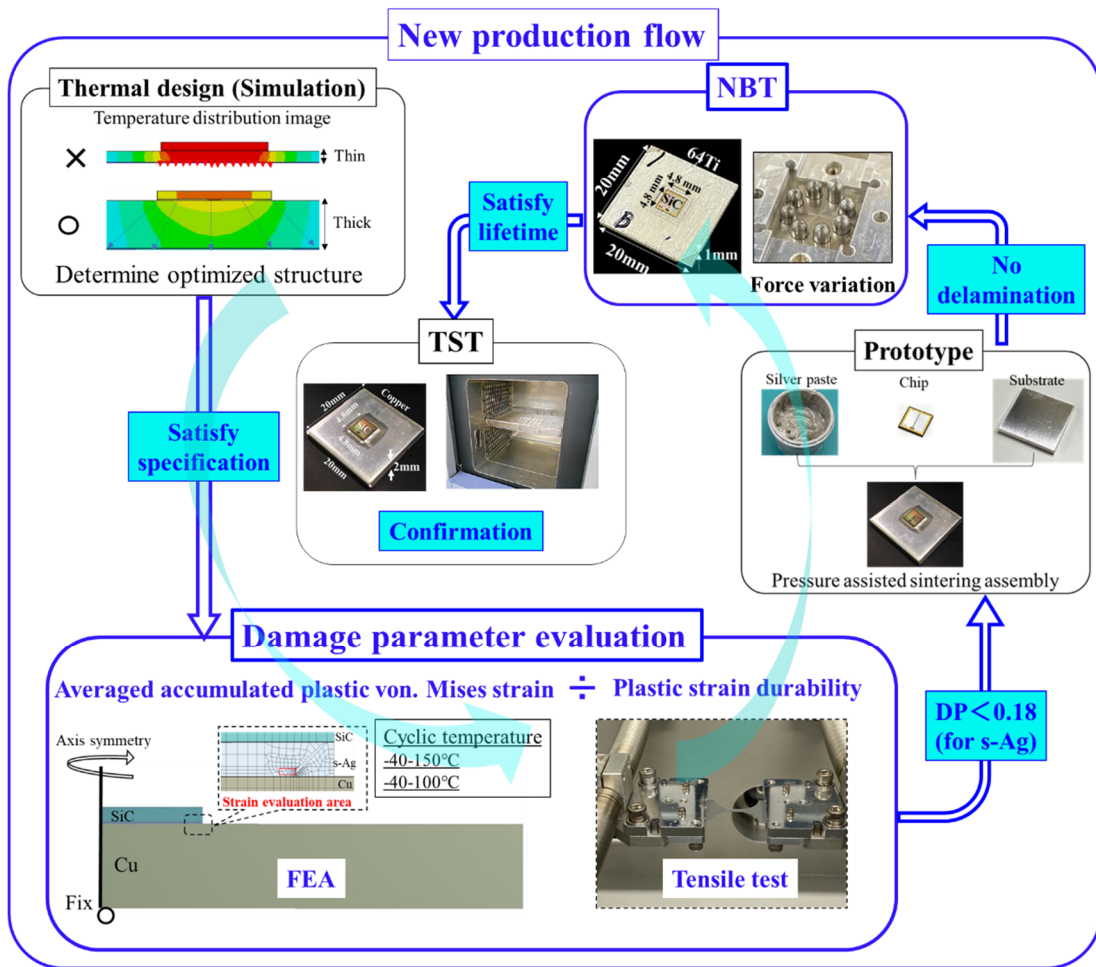 New production flow
Thermal design (Simulation)
Temperature distribution image
Thin
Thick
Determine optimized structure
NBT
64Ti
20mm
4.8 mm
4.8 mm
SiC
20mm
1mm
Force variation
Satisfy
lifetime
No
delamination
TST
20mm
Copper
4.8mm
SiC
4.8mm
20mm
2mm
Confirmation
Prototype
Silver paste
Chip
Substrate
Pressure assisted sintering assembly
Satisfy
specification
Damage parameter evaluation
Averaged accumulated plastic von. Mises strain ÷ Plastic strain durability
Axis symmetry
SiC
s-Ag
Cu
Strain evaluation area
Cyclic temperature
-40-150℃
-40-100℃
SiC
Cu
Fix
FEA
Tensile test
DP＜0.18
(for s-Ag)